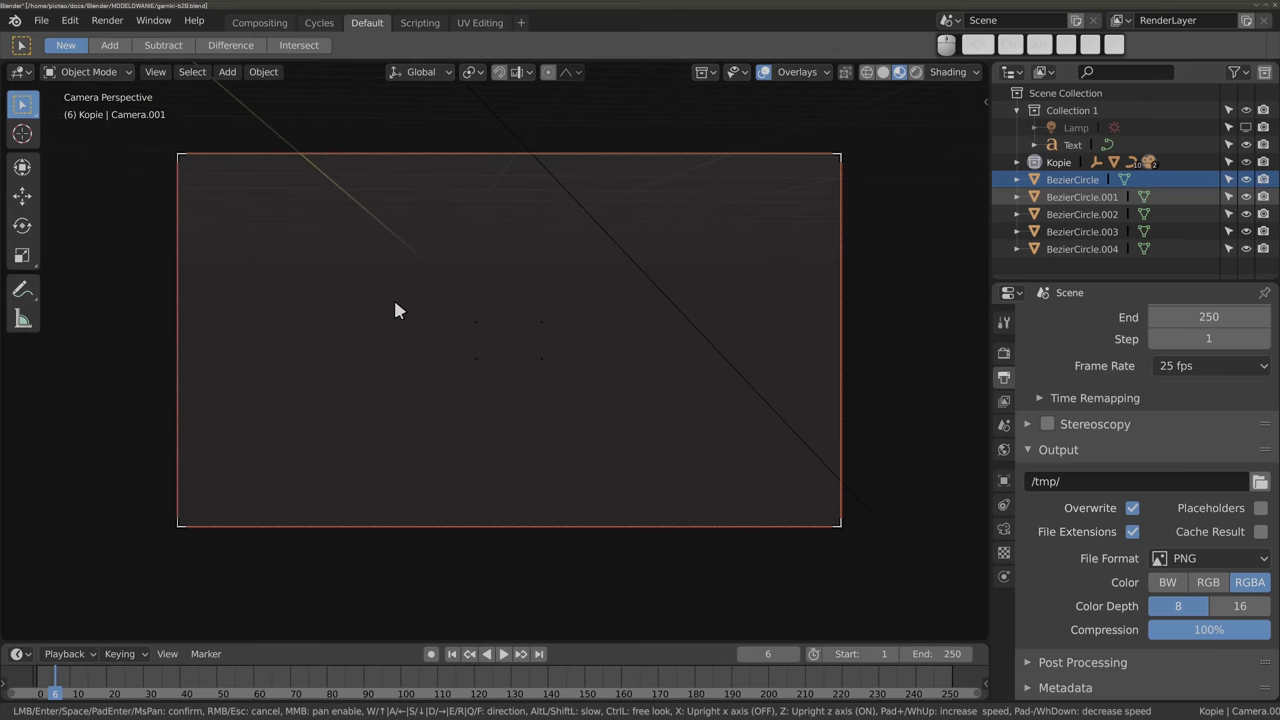 Blender* [/home/piotao/docs/Blender/MODELOWANIE/garnki-b28.blend]
File Edit Render Window Help
Compositing Cycles Default Scripting UV Editing +
Scene
RenderLayer
New Add Subtract Difference Intersect
Ctrl Alt
Object Mode View Select Add Object
Global
Overlays
Shading
Camera Perspective
(6) Kopie | Camera.001
Scene Collection
Collection 1
Lamp
Text
Kopie 10 2
BezierCircle
BezierCircle.001
BezierCircle.002
BezierCircle.003
BezierCircle.004
Scene
End 250
Step 1
Frame Rate 25 fps
Time Remapping
Stereoscopy
Output
/tmp/
Overwrite Placeholders
File Extensions Cache Result
File Format PNG
Color BW RGB RGBA
Color Depth 8 16
Compression 100%
Post Processing
Metadata
Playback Keying View Marker
6 Start: 1 End: 250
0 6 10 20 30 40 50 60 70 80 90 100 110 120 130 140 150 160 170 180 190 200 210 220 230 240 250
LMB/Enter/Space/PadEnter/MsPan: confirm, RMB/Esc: cancel, MMB: pan enable, W/↑|A/←|S/↓|D/→|E/R|Q/F: direction, AltL/ShiftL: slow, CtrlL: free look, X: Upright x axis (OFF), Z: Upright z axis (ON), Pad+/WhUp: increase speed, Pad-/WhDown: decrease speed